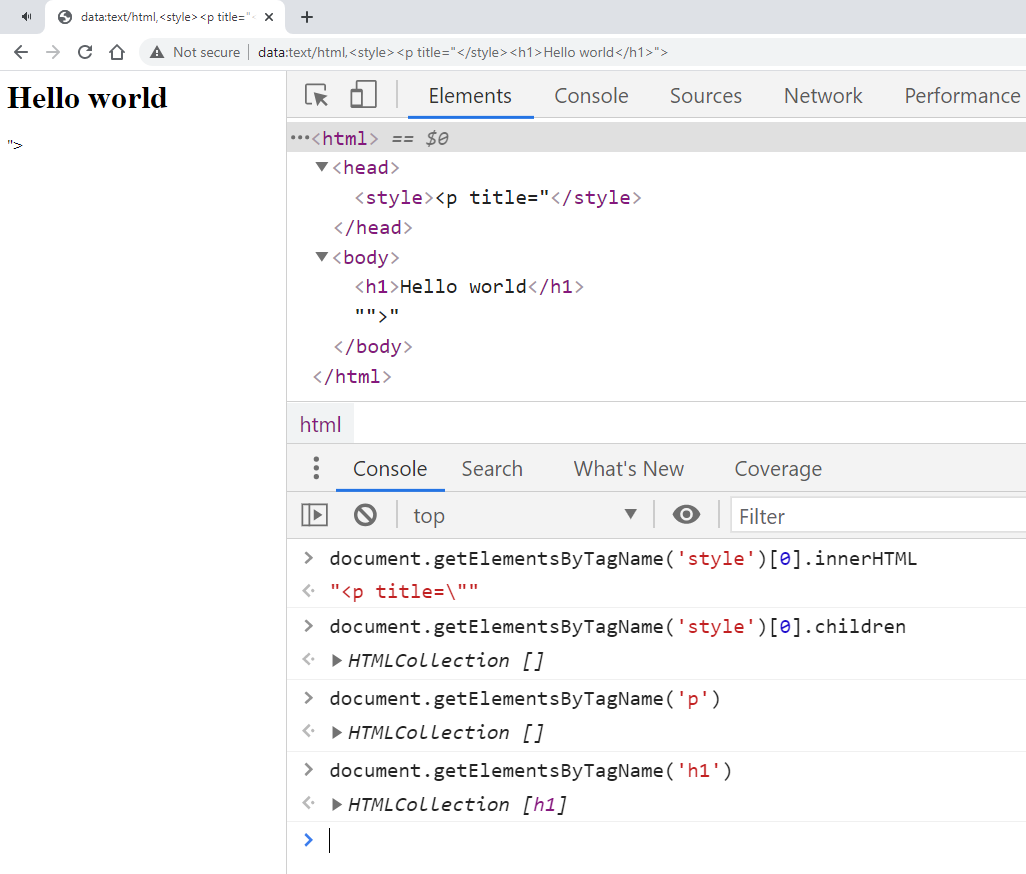 data:text/html,<style><p title="
Not secure data:text/html,<style><p title="</style><h1>Hello world</h1>">
Hello world
">
Elements Console Sources Network Performance
•••<html> == $0
▼<head>
<style><p title="</style>
</head>
▼<body>
<h1>Hello world</h1>
"">"
</body>
</html>
html
Console Search What's New Coverage
top ▼ Filter
> document.getElementsByTagName('style')[0].innerHTML
"<p title=\""
> document.getElementsByTagName('style')[0].children
▶HTMLCollection []
> document.getElementsByTagName('p')
▶HTMLCollection []
> document.getElementsByTagName('h1')
▶HTMLCollection [h1]
>